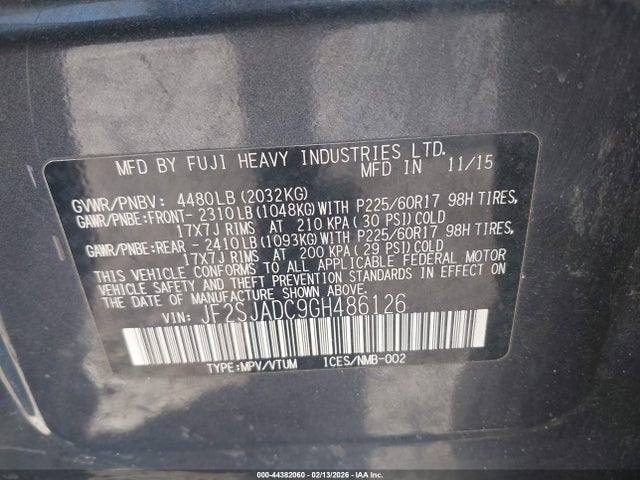 MFD BY FUJI HEAVY INDUSTRIES LTD.
MFD IN 11/15
GVWR/PNBV: 4480LB (2032KG)
GAWR/PNBE:FRONT- 2310LB (1048KG) WITH P225/60R17 98H TIRES,
17X7J RIMS AT 210 KPA (30 PSI) COLD
GAWR/PNBE:REAR - 2410LB (1093KG) WITH P225/60R17 98H TIRES,
17X7J RIMS AT 200 KPA (29 PSI) COLD
THIS VEHICLE CONFORMS TO ALL APPLICABLE FEDERAL MOTOR
VEHICLE SAFETY AND THEFT PREVENTION STANDARDS IN EFFECT
ON THE DATE OF MANUFACTURE SHOWN ABOVE.
VIN: JF2SJADC9GH486126
TYPE:MPV/VTUM ICES/NMB-002
000-44382060 - 02/13/2026 - IAA Inc.